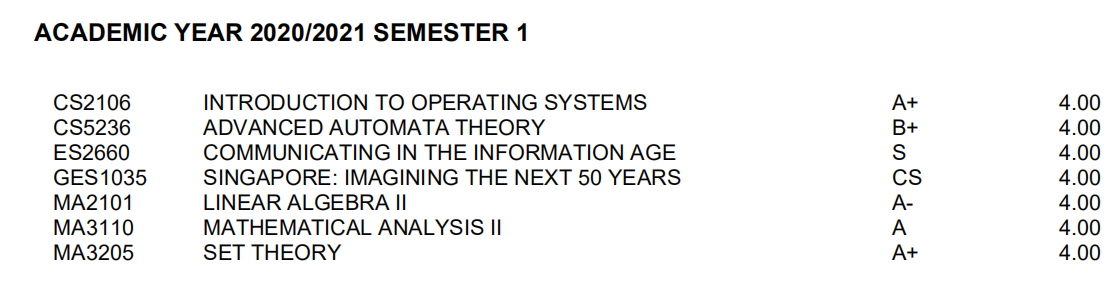 ACADEMIC YEAR 2020/2021 SEMESTER 1
CS2106 INTRODUCTION TO OPERATING SYSTEMS A+ 4.00
CS5236 ADVANCED AUTOMATA THEORY B+ 4.00
ES2660 COMMUNICATING IN THE INFORMATION AGE S 4.00
GES1035 SINGAPORE: IMAGINING THE NEXT 50 YEARS CS 4.00
MA2101 LINEAR ALGEBRA II A- 4.00
MA3110 MATHEMATICAL ANALYSIS II A 4.00
MA3205 SET THEORY A+ 4.00